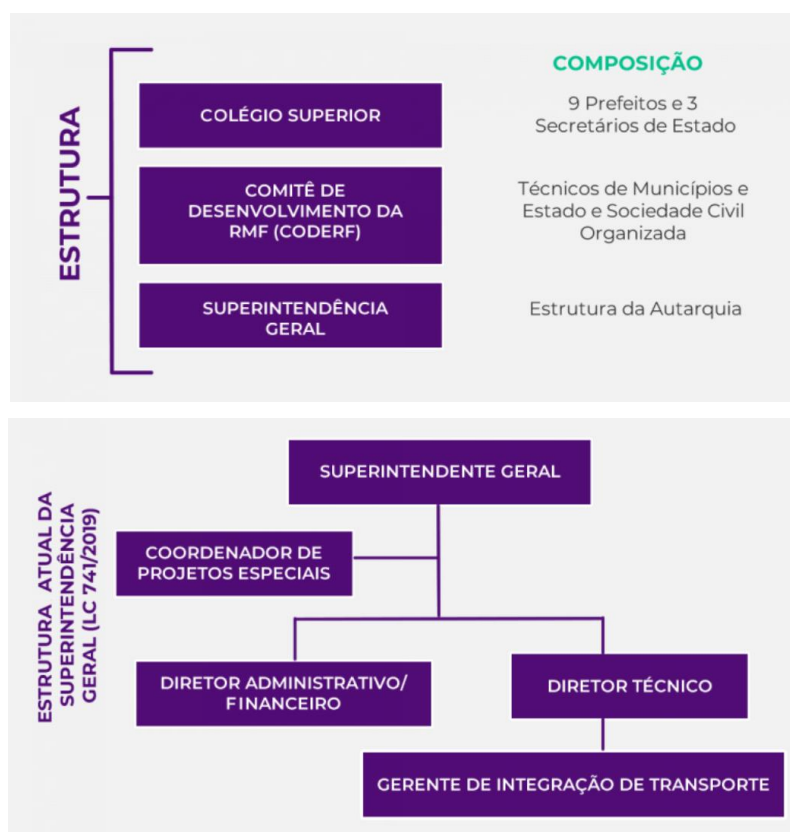 ESTRUTURA
COMPOSIÇÃO
COLÉGIO SUPERIOR
9 Prefeitos e 3
Secretários de Estado
COMITÊ DE
DESENVOLVIMENTO DA
RMF (CODERF)
Técnicos de Municípios e
Estado e Sociedade Civil
Organizada
SUPERINTENDÊNCIA
GERAL
Estrutura da Autarquia
ESTRUTURA ATUAL DA
SUPERINTENDÊNCIA
GERAL (LC 741/2019)
SUPERINTENDENTE GERAL
COORDENADOR DE
PROJETOS ESPECIAIS
DIRETOR ADMINISTRATIVO/
FINANCEIRO
DIRETOR TÉCNICO
GERENTE DE INTEGRAÇÃO DE TRANSPORTE